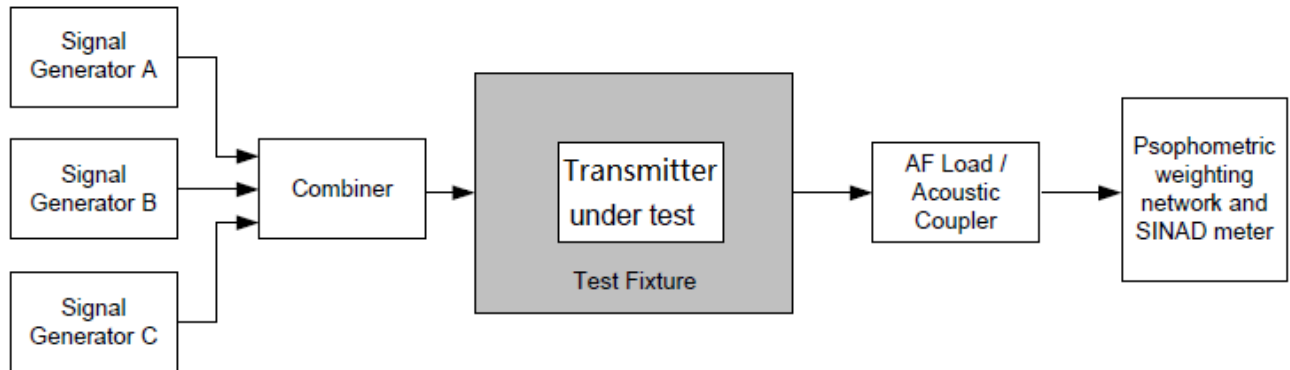 Signal
Generator A
Signal
Generator B
Signal
Generator C
Combiner
Transmitter
under test
Test Fixture
AF Load /
Acoustic
Coupler
Psophometric
weighting
network and
SINAD meter